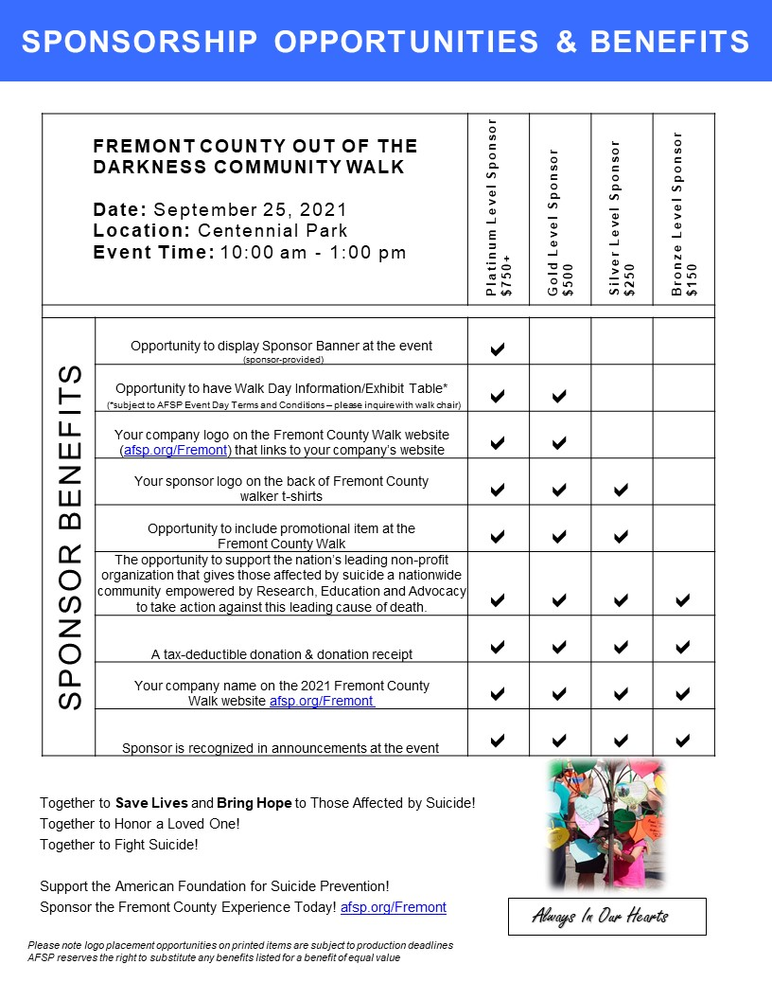 SPONSORSHIP OPPORTUNITIES & BENEFITS
FREMONT COUNTY OUT OF THE
DARKNESS COMMUNITY WALK
Date: September 25, 2021
Location: Centennial Park
Event Time: 10:00 am - 1:00 pm
Platinum Level Sponsor
$750+
Gold Level Sponsor
$500
Silver Level Sponsor
$250
Bronze Level Sponsor
$150
SPONSOR BENEFITS
Opportunity to display Sponsor Banner at the event
(sponsor-provided)
Opportunity to have Walk Day Information/Exhibit Table*
(*subject to AFSP Event Day Terms and Conditions – please inquire with walk chair)
Your company logo on the Fremont County Walk website
(afsp.org/Fremont) that links to your company's website
Your sponsor logo on the back of Fremont County
walker t-shirts
Opportunity to include promotional item at the
Fremont County Walk
The opportunity to support the nation's leading non-profit
organization that gives those affected by suicide a nationwide
community empowered by Research, Education and Advocacy
to take action against this leading cause of death.
A tax-deductible donation & donation receipt
Your company name on the 2021 Fremont County
Walk website afsp.org/Fremont
Sponsor is recognized in announcements at the event
Together to Save Lives and Bring Hope to Those Affected by Suicide!
Together to Honor a Loved One!
Together to Fight Suicide!
Support the American Foundation for Suicide Prevention!
Sponsor the Fremont County Experience Today! afsp.org/Fremont
Always In Our Hearts
Please note logo placement opportunities on printed items are subject to production deadlines
AFSP reserves the right to substitute any benefits listed for a benefit of equal value